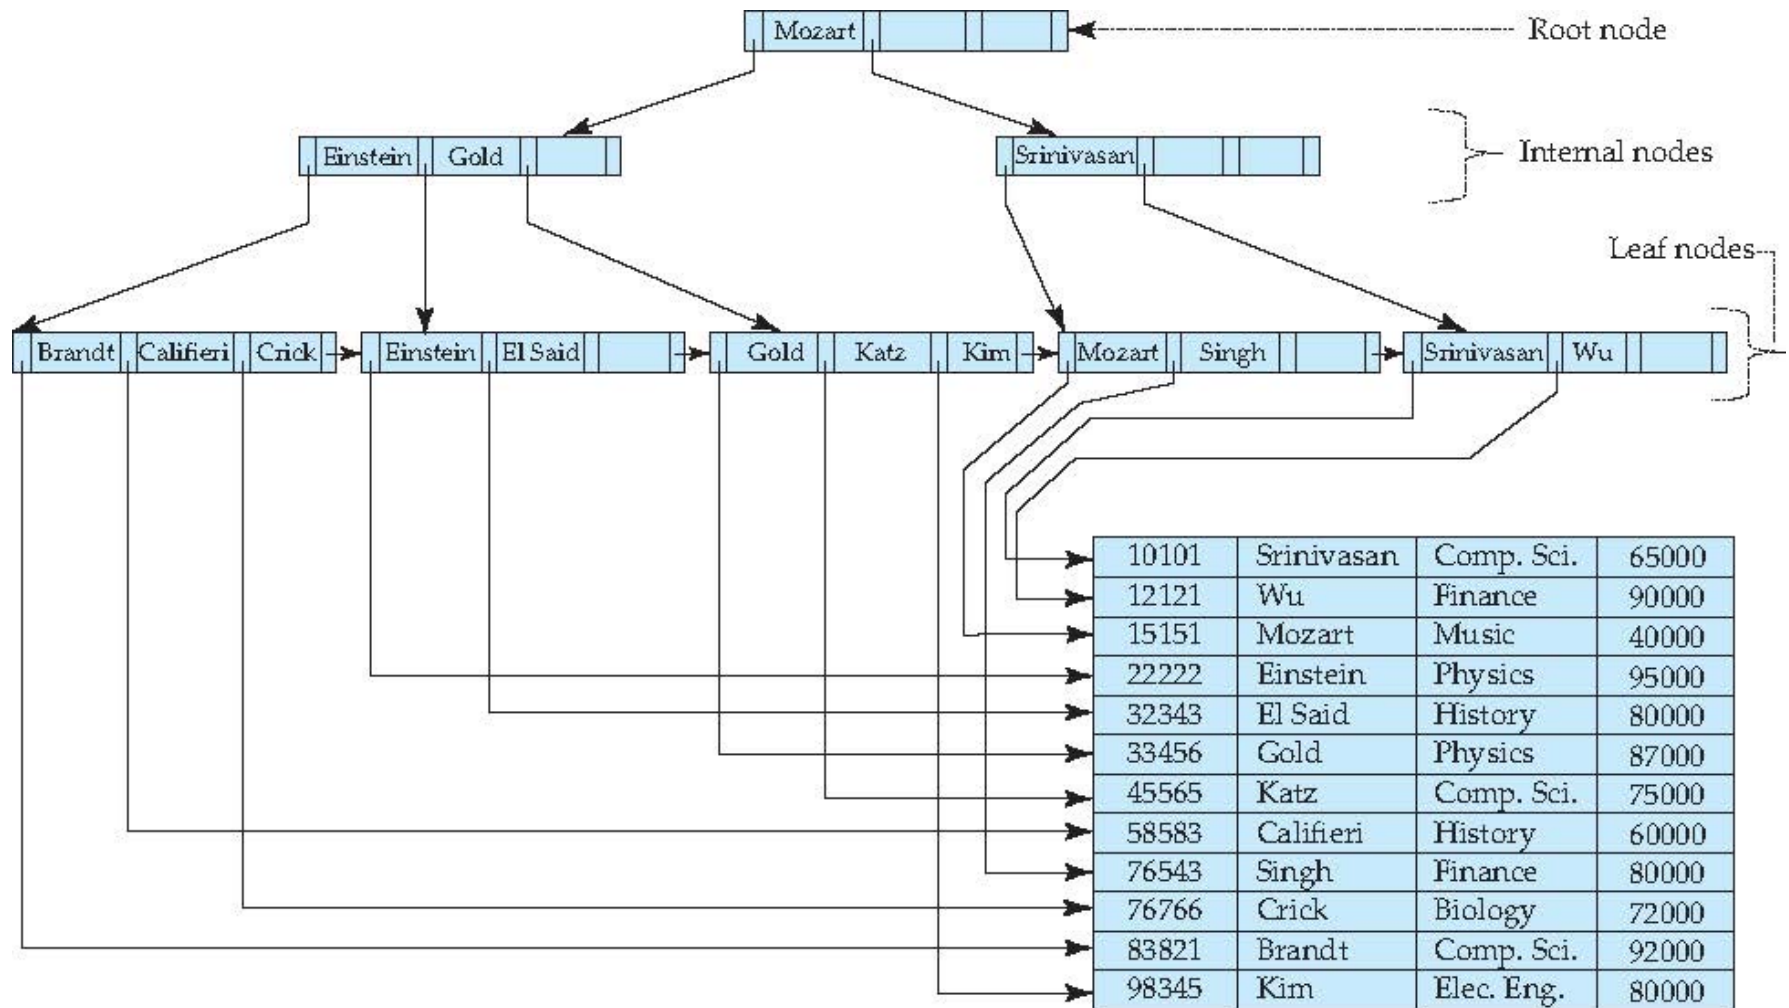 Mozart
Root node
Einstein Gold
Srinivasan
Internal nodes
Leaf nodes
Brandt Califieri Crick
Einstein El Said
Gold Katz Kim
Mozart Singh
Srinivasan Wu
10101 Srinivasan Comp. Sci. 65000
12121 Wu Finance 90000
15151 Mozart Music 40000
22222 Einstein Physics 95000
32343 El Said History 80000
33456 Gold Physics 87000
45565 Katz Comp. Sci. 75000
58583 Califieri History 60000
76543 Singh Finance 80000
76766 Crick Biology 72000
83821 Brandt Comp. Sci. 92000
98345 Kim Elec. Eng. 80000